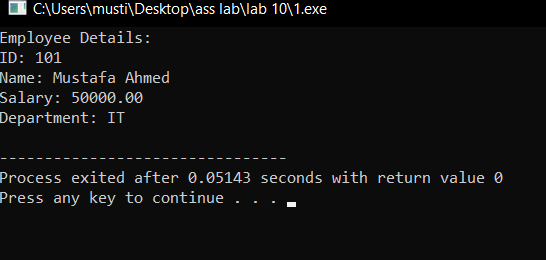 C:\Users\musti\Desktop\ass lab\lab 10\1.exe
Employee Details:
ID: 101
Name: Mustafa Ahmed
Salary: 50000.00
Department: IT
--------------------------------
Process exited after 0.05143 seconds with return value 0
Press any key to continue . . .